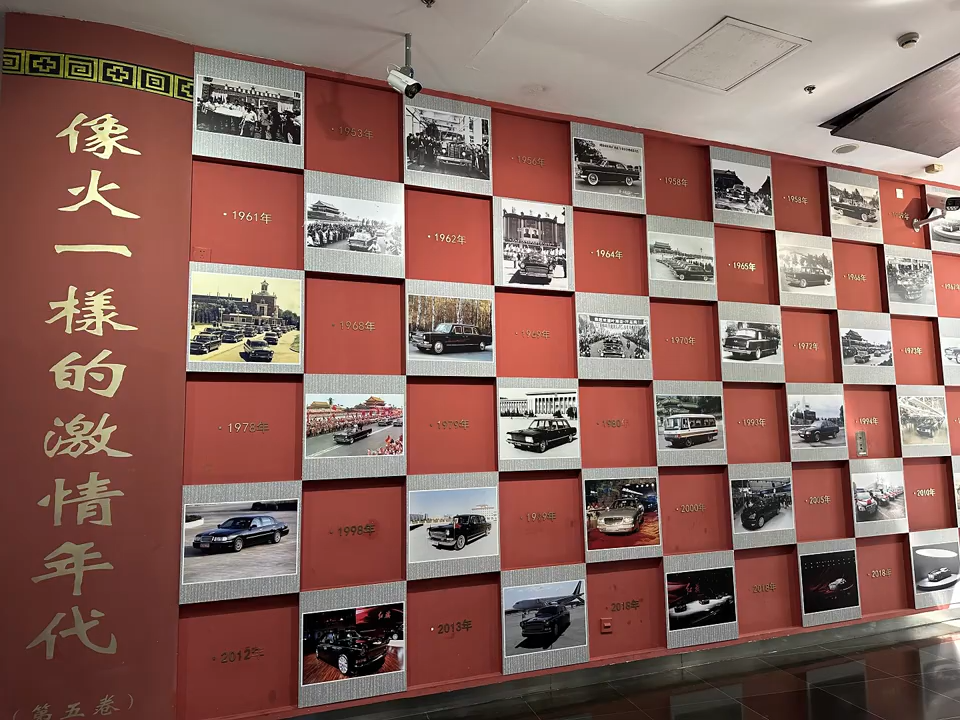 像火一樣的激情年代
(第五卷)
·1953年
·1956年
·1958年
·1958年
·1961年
·1962年
·1964年
·1965年
·1966年
·1968年
·1969年
·1970年
·1972年
·1973年
·1978年
·1979年
·1993年
·1994年
·1998年
·2000年
·2005年
·2010年
·2012年
·2013年
·2018年
·2018年
·2018年